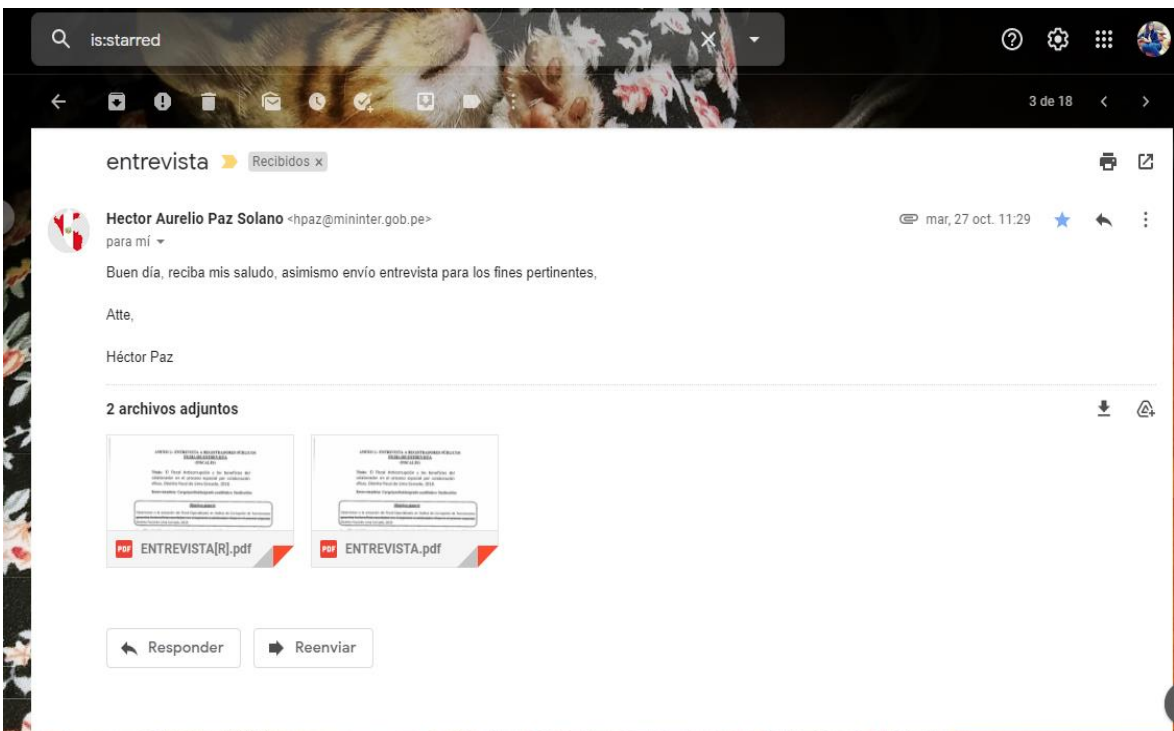 is:starred
3 de 18
entrevista Recibidos x
Hector Aurelio Paz Solano <hpaz@mininter.gob.pe>
mar, 27 oct. 11:29
para mí
Buen día, reciba mis saludo, asimismo envío entrevista para los fines pertinentes,
Atte,
Héctor Paz
2 archivos adjuntos
PDF ENTREVISTA[R].pdf
PDF ENTREVISTA.pdf
Responder
Reenviar